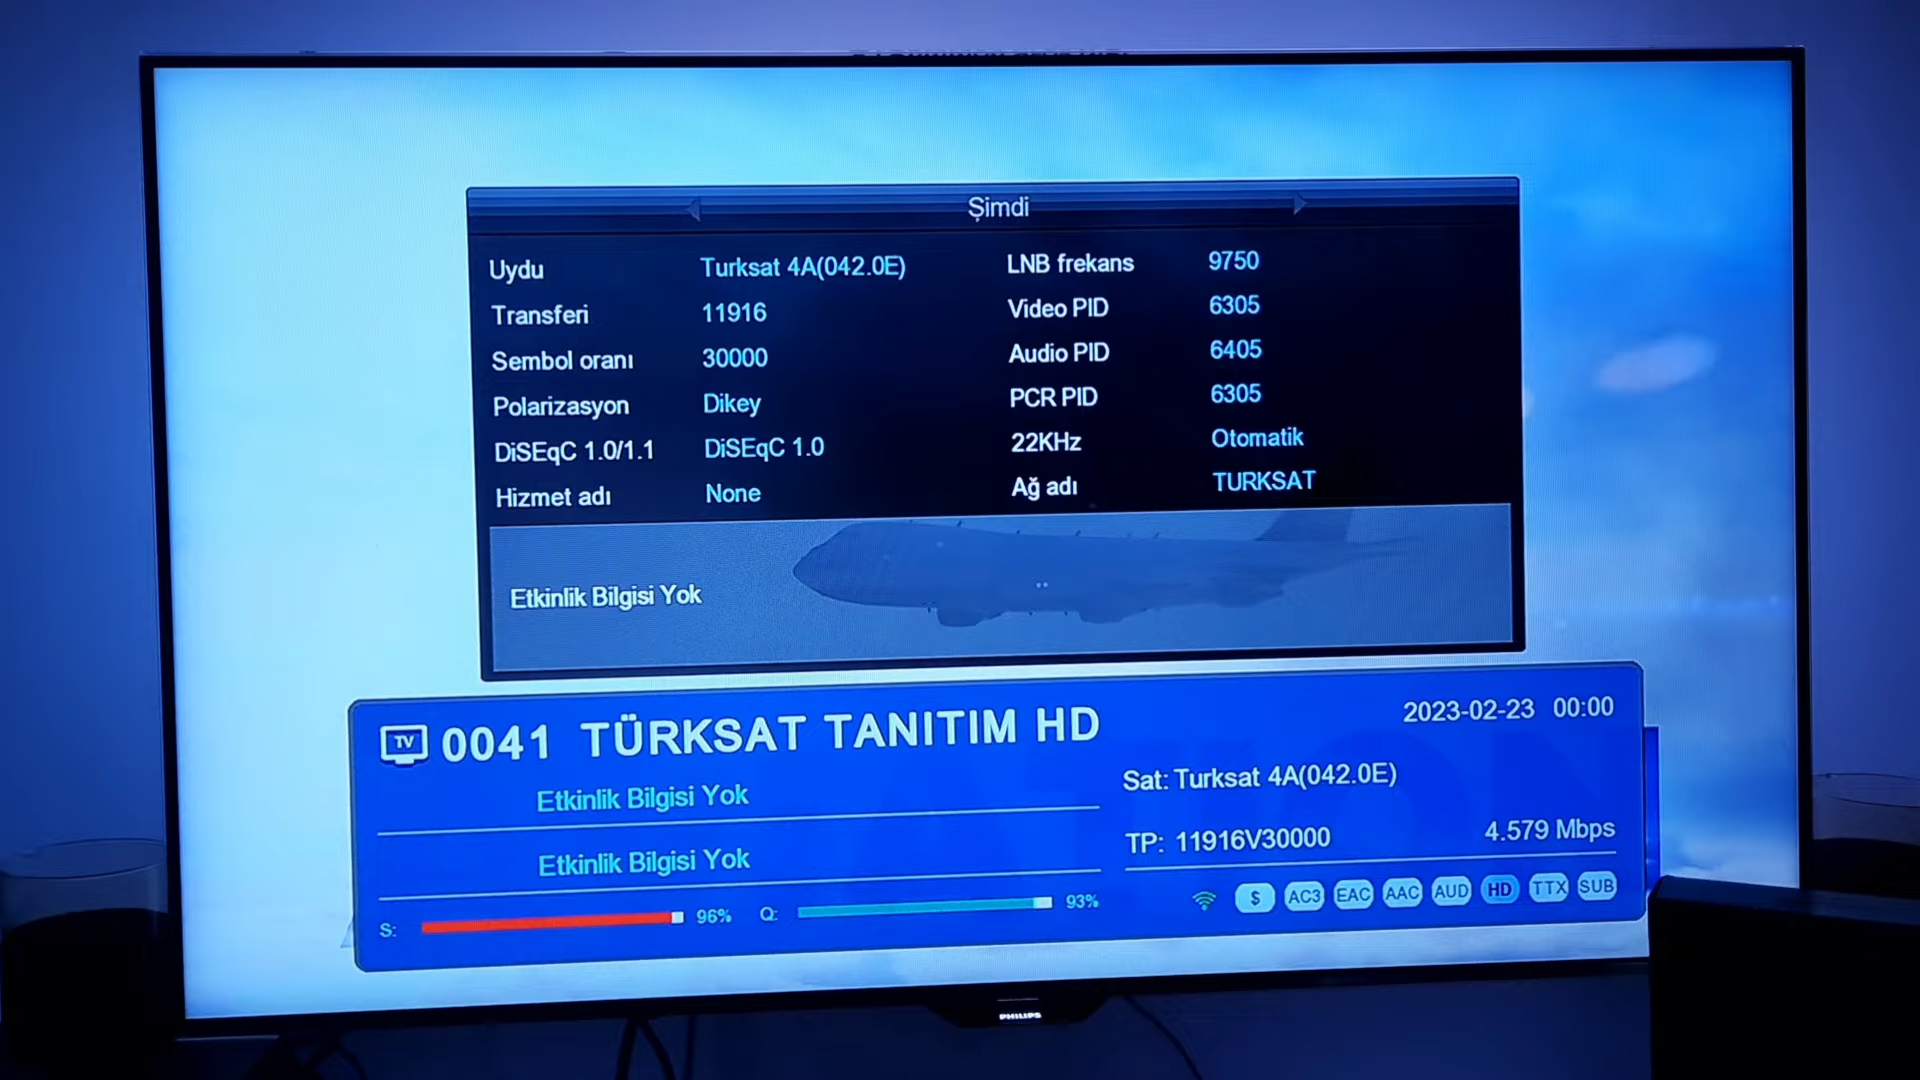 Şimdi
Uydu Turksat 4A(042.0E) LNB frekans 9750
Transferi 11916 Video PID 6305
Sembol oranı 30000 Audio PID 6405
Polarizasyon Dikey PCR PID 6305
DiSEqC 1.0/1.1 DiSEqC 1.0 22KHz Otomatik
Hizmet adı None Ağ adı TURKSAT
Etkinlik Bilgisi Yok
TV 0041 TÜRKSAT TANITIM HD 2023-02-23 00:00
Etkinlik Bilgisi Yok Sat: Turksat 4A(042.0E)
Etkinlik Bilgisi Yok TP: 11916V30000 4.579 Mbps
S: 96% Q: 93% $ AC3 EAC AAC AUD HD TTX SUB
PHILIPS